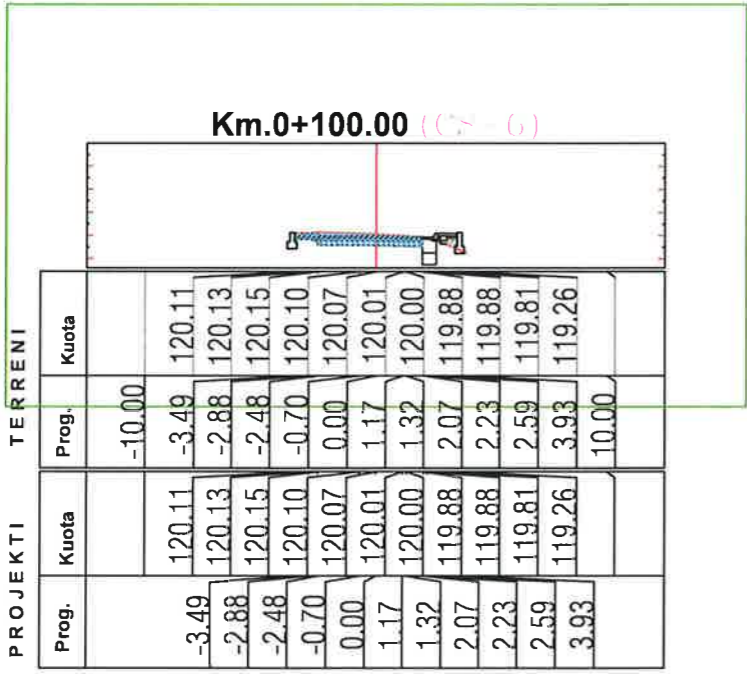 Km.0+100.00
TERRENI
Kuota
120.11 120.13 120.15 120.10 120.07 120.01 120.00 119.88 119.88 119.81 119.26
Prog.
-10.00 -3.49 -2.88 -2.48 -0.70 0.00 1.17 1.32 2.07 2.23 2.59 3.93 10.00
PROJEKTI
Kuota
120.11 120.13 120.15 120.10 120.07 120.01 120.00 119.88 119.88 119.81 119.26
Prog.
-3.49 -2.88 -2.48 -0.70 0.00 1.17 1.32 2.07 2.23 2.59 3.93